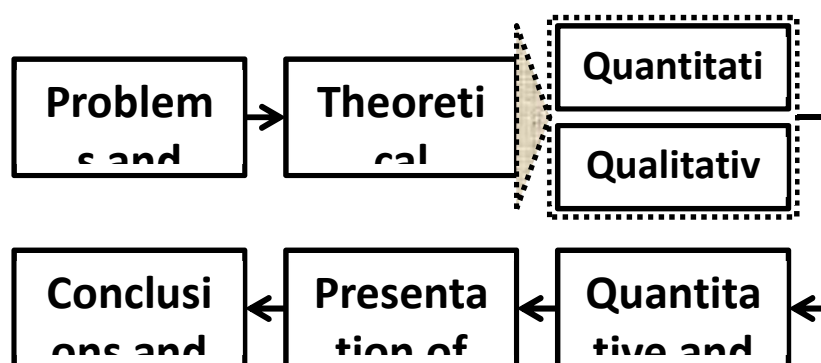 Problem
s and
Theoreti
cal
Quantitati
Qualitativ
Conclusi
ons and
Presenta
tion of
Quantita
tive and